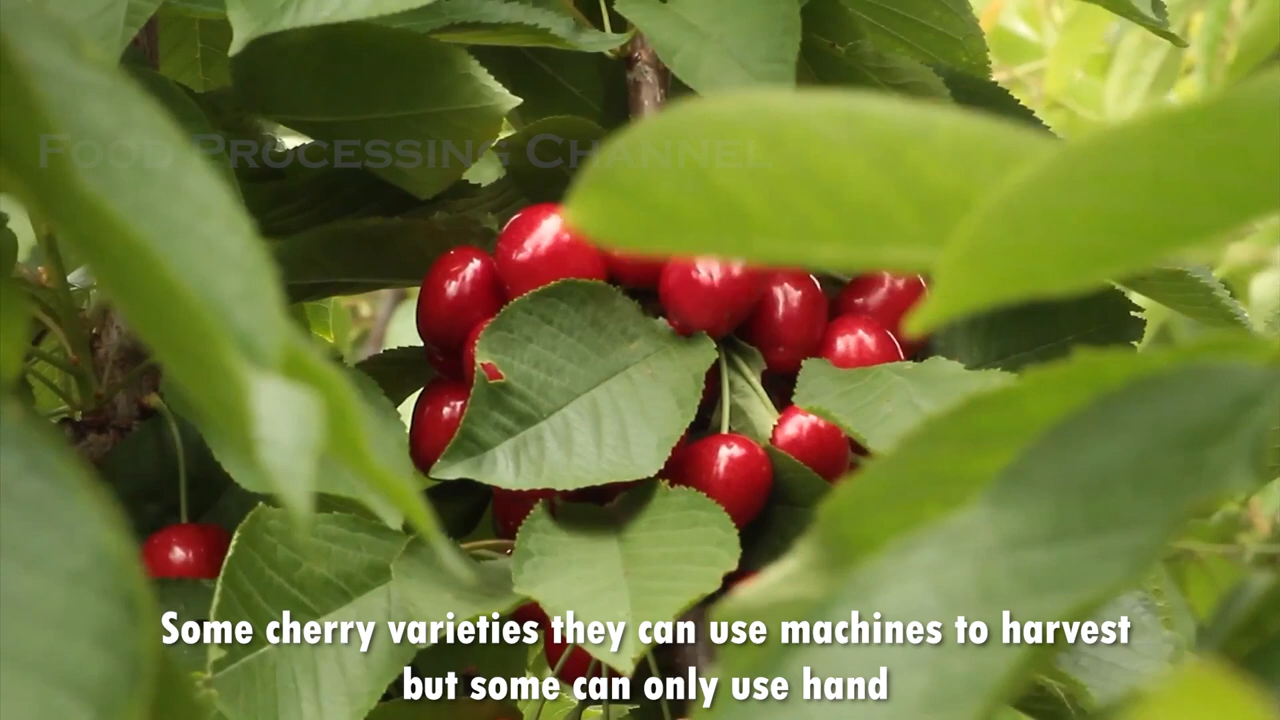 Food Processing Channel
Some cherry varieties they can use machines to harvest
but some can only use hand